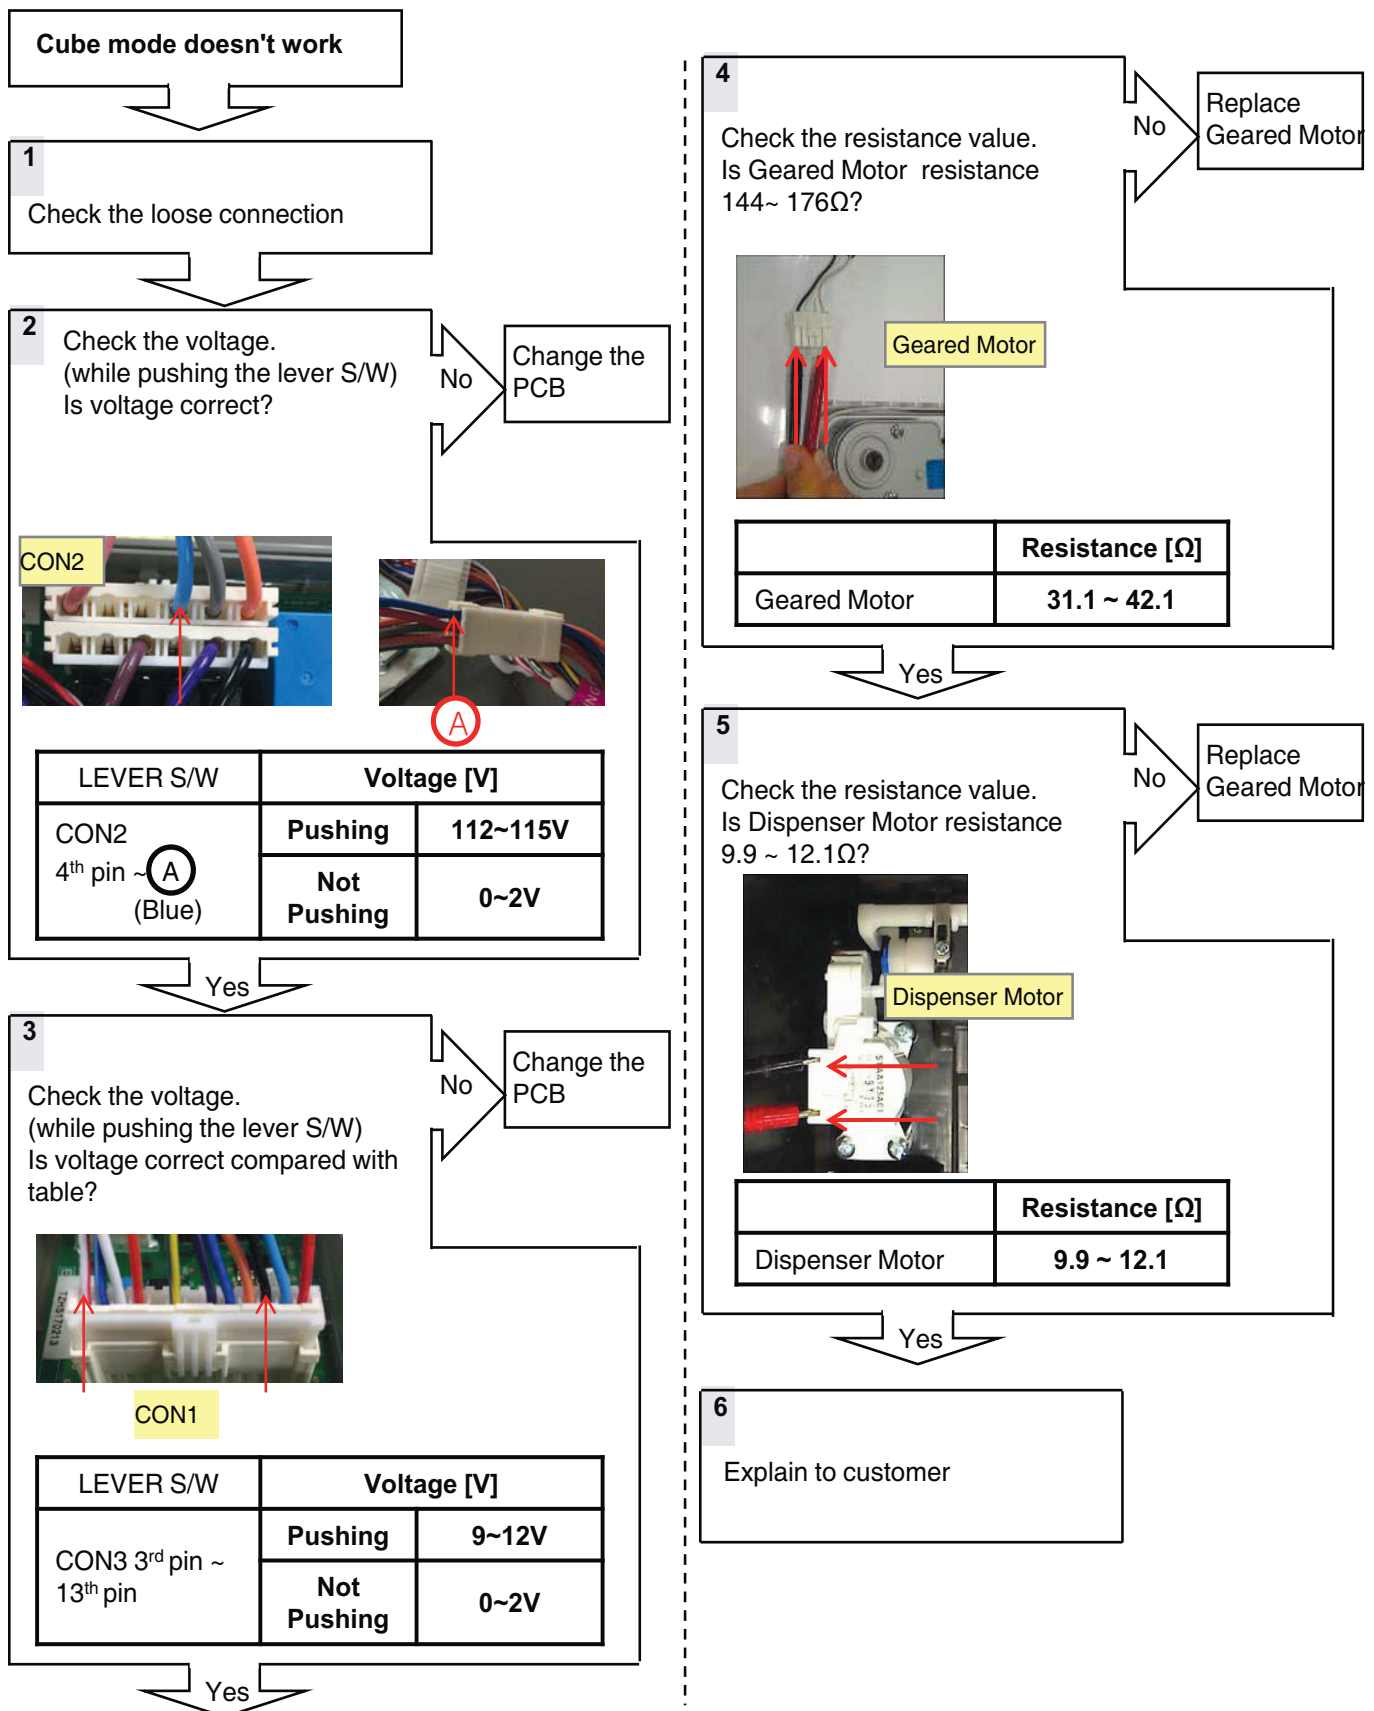 Cube mode doesn't work
1
Check the loose connection
2
Check the voltage.
(while pushing the lever S/W)
Is voltage correct?
No
Change the
PCB
CON2
A
LEVER S/W
Voltage [V]
CON2
4th pin ~ A
(Blue)
Pushing
112~115V
Not
Pushing
0~2V
Yes
3
Check the voltage.
(while pushing the lever S/W)
Is voltage correct compared with
table?
No
Change the
PCB
TZHS170213
CON1
LEVER S/W
Voltage [V]
CON3 3rd pin ~
13th pin
Pushing
9~12V
Not
Pushing
0~2V
Yes
4
Check the resistance value.
Is Geared Motor resistance
144~ 176Ω?
No
Replace
Geared Motor
Geared Motor
Resistance [Ω]
Geared Motor
31.1 ~ 42.1
Yes
5
Check the resistance value.
Is Dispenser Motor resistance
9.9 ~ 12.1Ω?
No
Replace
Geared Motor
Dispenser Motor
Resistance [Ω]
Dispenser Motor
9.9 ~ 12.1
Yes
6
Explain to customer